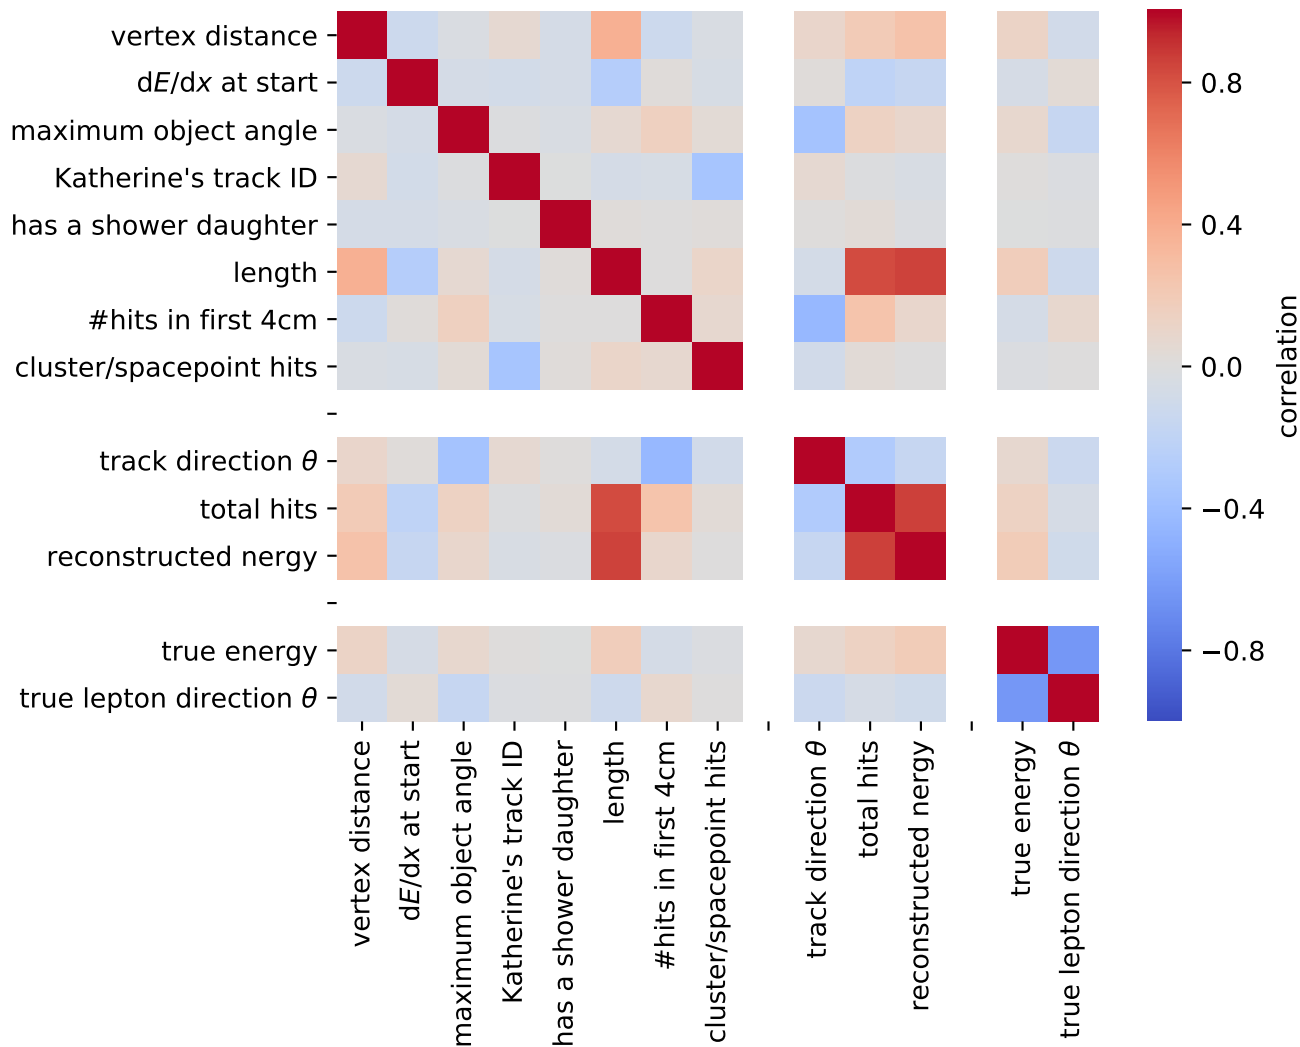 vertex distance
dE/dx at start
maximum object angle
Katherine's track ID
has a shower daughter
length
#hits in first 4cm
cluster/spacepoint hits
track direction θ
total hits
reconstructed nergy
true energy
true lepton direction θ
vertex distance
dE/dx at start
maximum object angle
Katherine's track ID
has a shower daughter
length
#hits in first 4cm
cluster/spacepoint hits
track direction θ
total hits
reconstructed nergy
true energy
true lepton direction θ
0.8
0.4
0.0
−0.4
−0.8
correlation